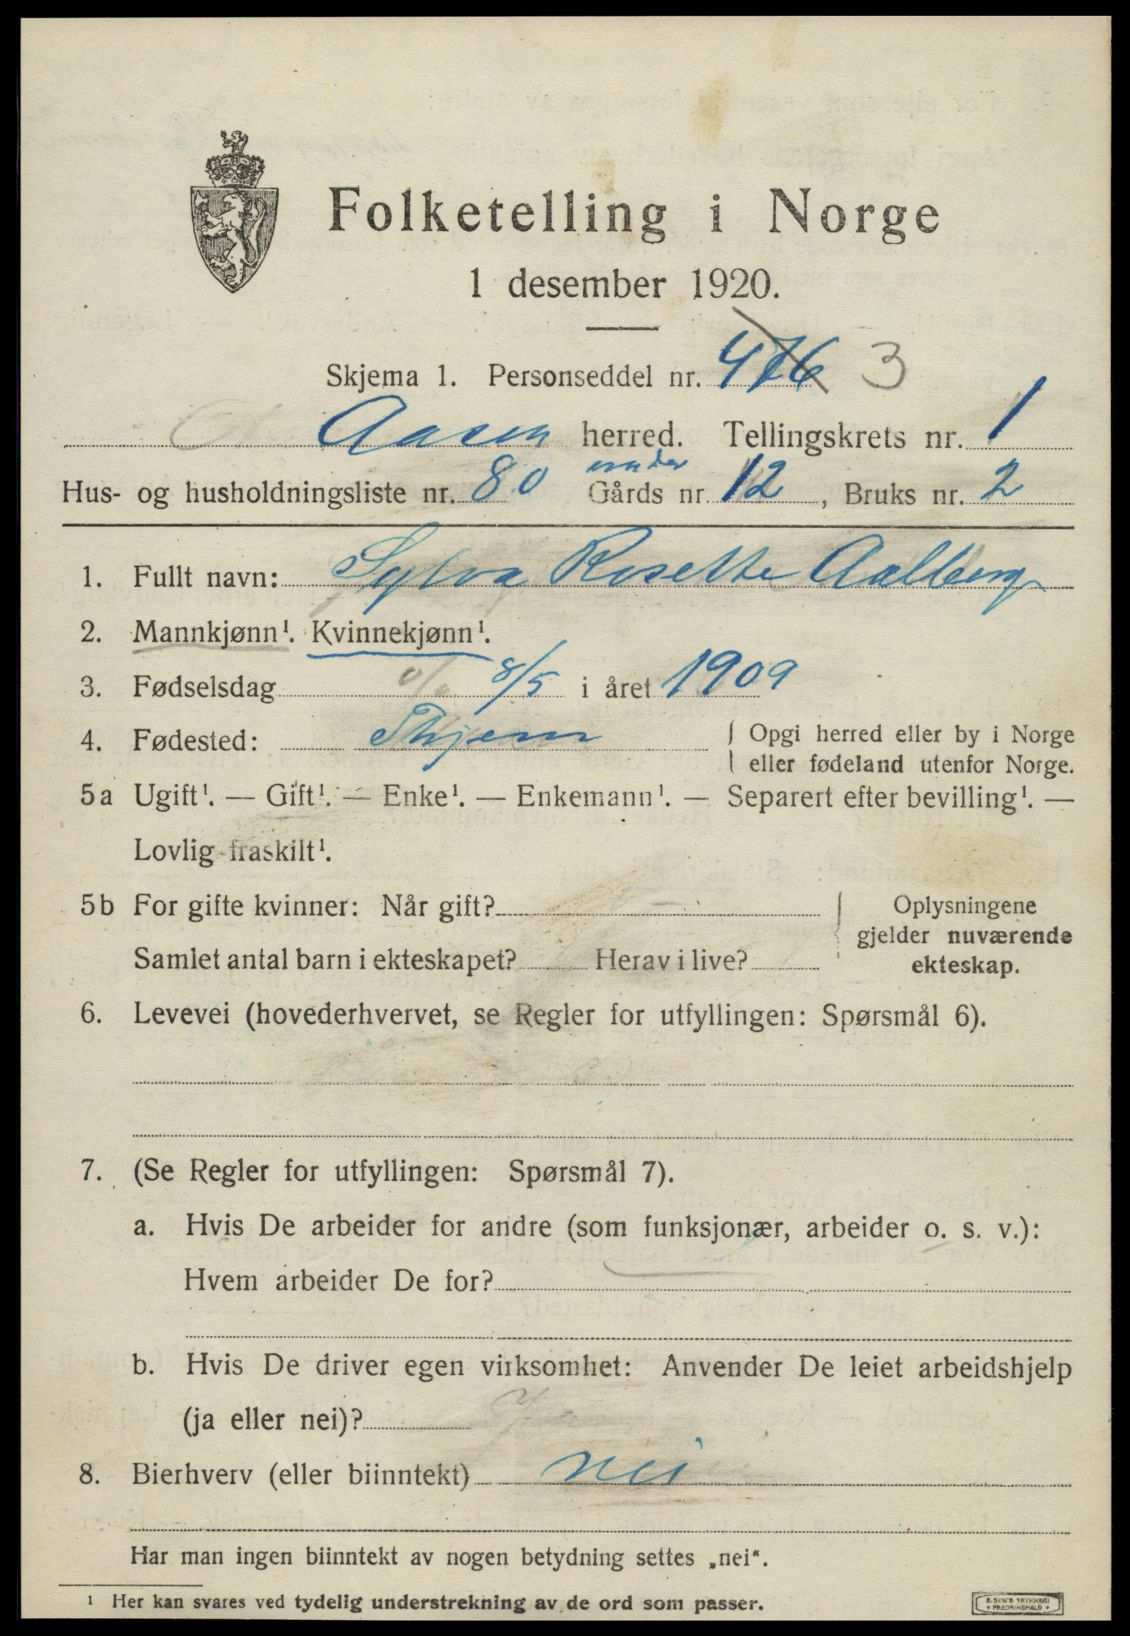 Folketelling i Norge
1 desember 1920.
Skjema 1. Personseddel nr. 476 3
Aasen herred. Tellingskrets nr. 1
under
Hus- og husholdningsliste nr. 80 Gårds nr. 12, Bruks nr. 2
1. Fullt navn: Sylva Rosette Aalberg
2. Mannkjønn¹. Kvinnekjønn¹.
3. Fødselsdag 8/5 i året 1909
4. Fødested: { Opgi herred eller by i Norge
eller fødeland utenfor Norge.
5a Ugift¹. — Gift¹. — Enke¹. — Enkemann¹. — Separert efter bevilling¹. —
Lovlig fraskilt¹.
5b For gifte kvinner: Når gift? { Oplysningene
gjelder nuværende
Samlet antal barn i ekteskapet? Herav i live? ekteskap.
6. Levevei (hovederhvervet, se Regler for utfyllingen: Spørsmål 6).
7. (Se Regler for utfyllingen: Spørsmål 7).
a. Hvis De arbeider for andre (som funksjonær, arbeider o. s. v.):
Hvem arbeider De for?
b. Hvis De driver egen virksomhet: Anvender De leiet arbeidshjelp
(ja eller nei)?
8. Bierhverv (eller biinntekt) nei
Har man ingen biinntekt av nogen betydning settes „nei“.
¹ Her kan svares ved tydelig understrekning av de ord som passer.